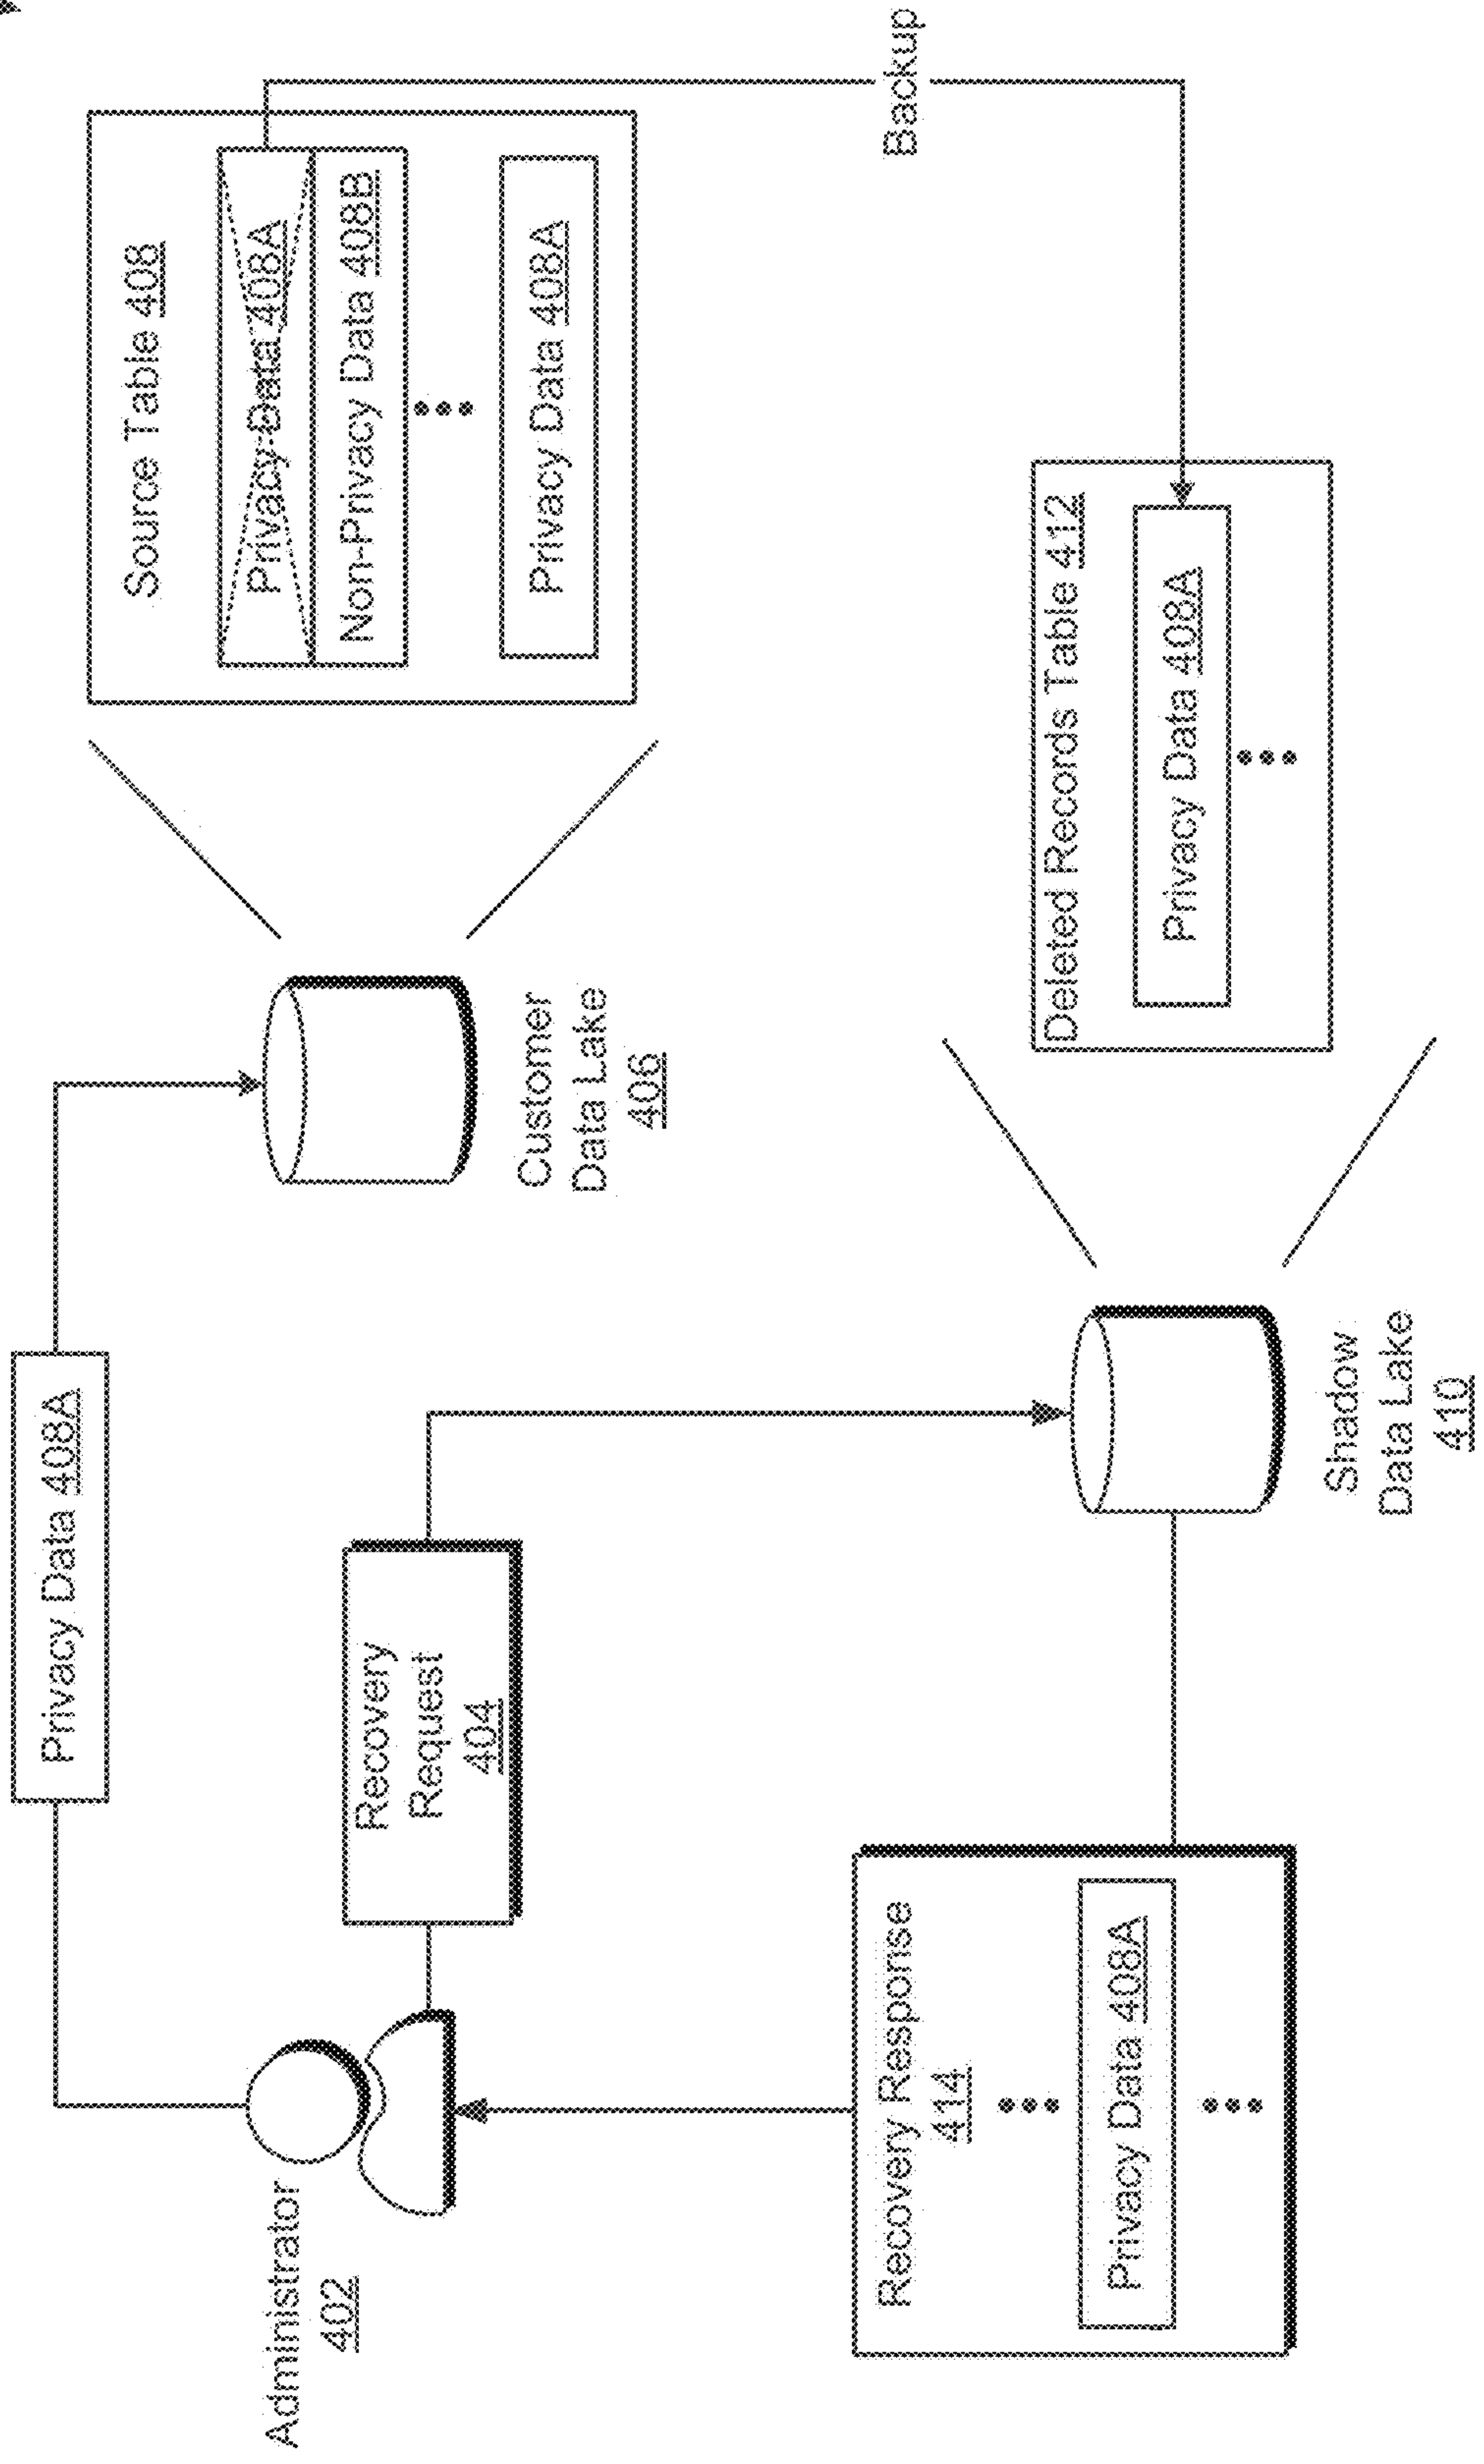 Privacy Data 408A
Administrator
402
Recovery
Request
404
Customer
Data Lake
406
Source Table 408
Privacy Data 408A
Non-Privacy Data 408B
Privacy Data 408A
Backup
Recovery Response
414
Privacy Data 408A
Shadow
Data Lake
410
Deleted Records Table 412
Privacy Data 408A